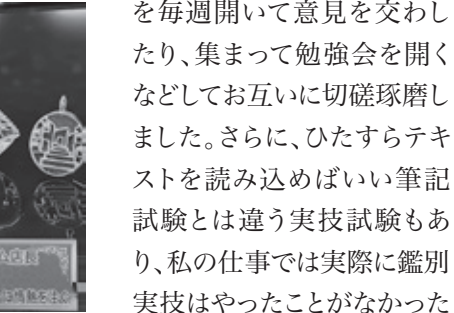 を毎週開いて意見を交わし
たり、集まって勉強会を開く
などしてお互いに切磋琢磨し
ました。さらに、ひたすらテキ
ストを読み込めばいい筆記
試験とは違う実技試験もあ
り、私の仕事では実際に鑑別
実技はやったことがなかった